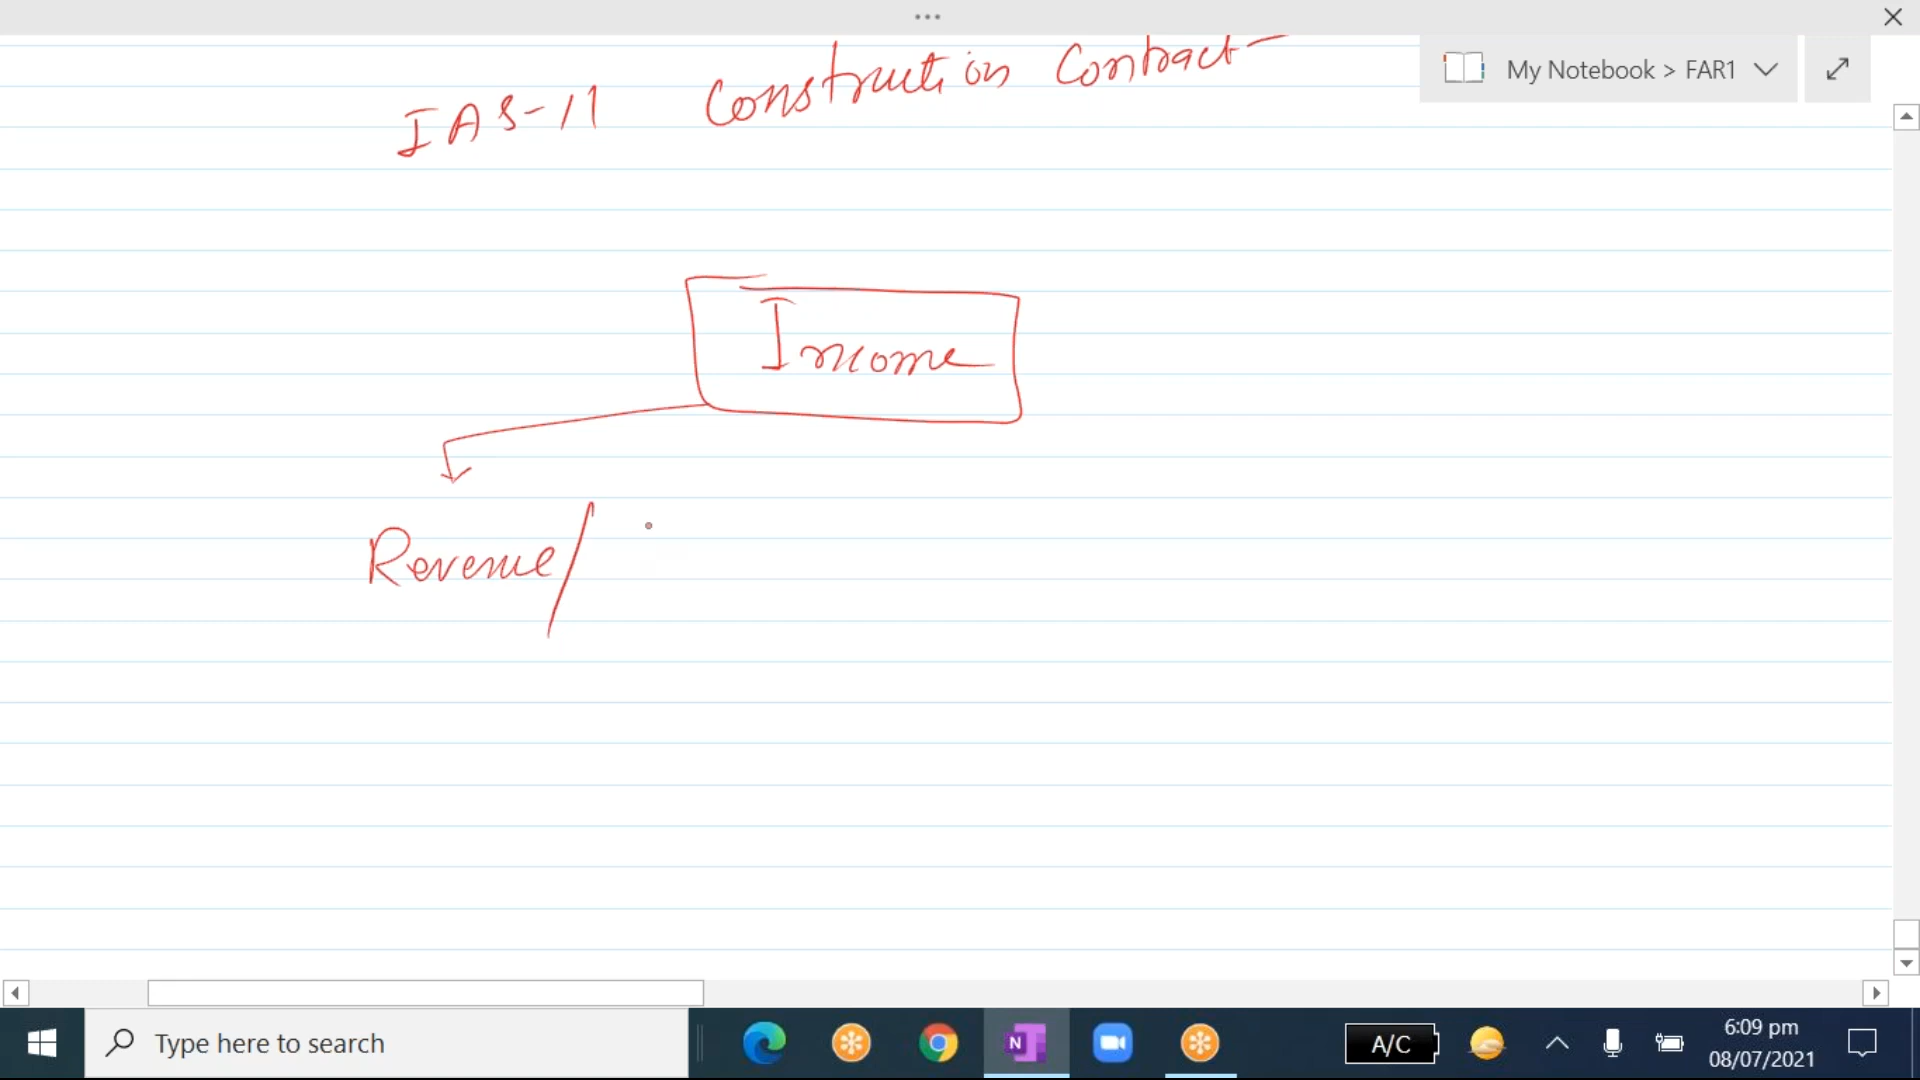 IAS-11 Construction Contract
My Notebook > FAR1
Income
Revenue/
Type here to search
N
A/C
6:09 pm
08/07/2021